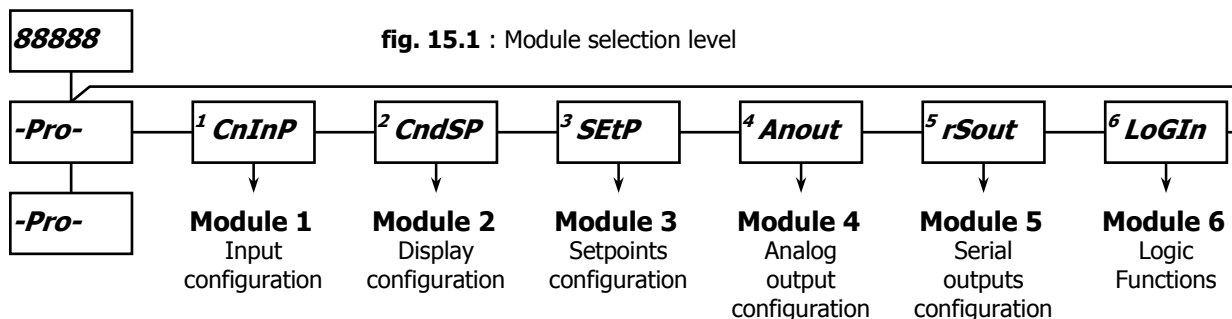 88888
fig. 15.1 : Module selection level
-Pro-
1 CnInP
2 CndSP
3 SEtP
4 Anout
5 rSout
6 LoGIn
-Pro-
Module 1
Input
configuration
Module 2
Display
configuration
Module 3
Setpoints
configuration
Module 4
Analog
output
configuration
Module 5
Serial
outputs
configuration
Module 6
Logic
Functions